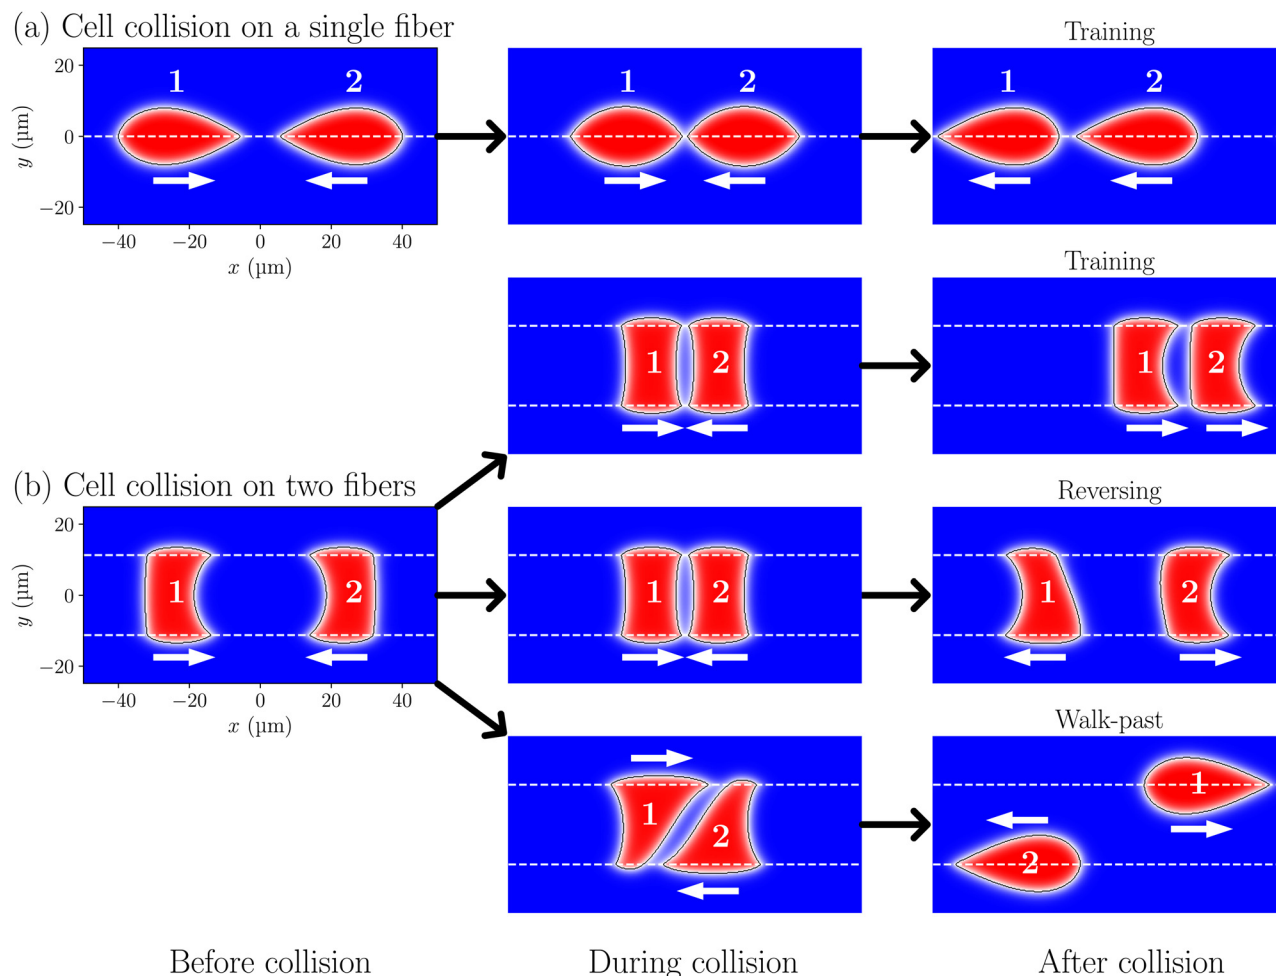 (a) Cell collision on a single fiber
Training
20
0
−20
y (µm)
1 2
1 2
1 2
−40 −20 0 20 40
x (µm)
Training
1 2
1 2
(b) Cell collision on two fibers
Reversing
20
0
−20
y (µm)
1 2
1 2
1 2
−40 −20 0 20 40
x (µm)
Walk-past
1
2
1
2
Before collision During collision After collision